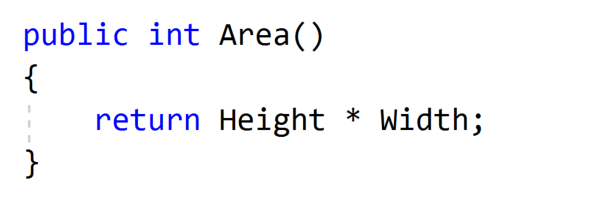 public int Area()
{
    return Height * Width;
}